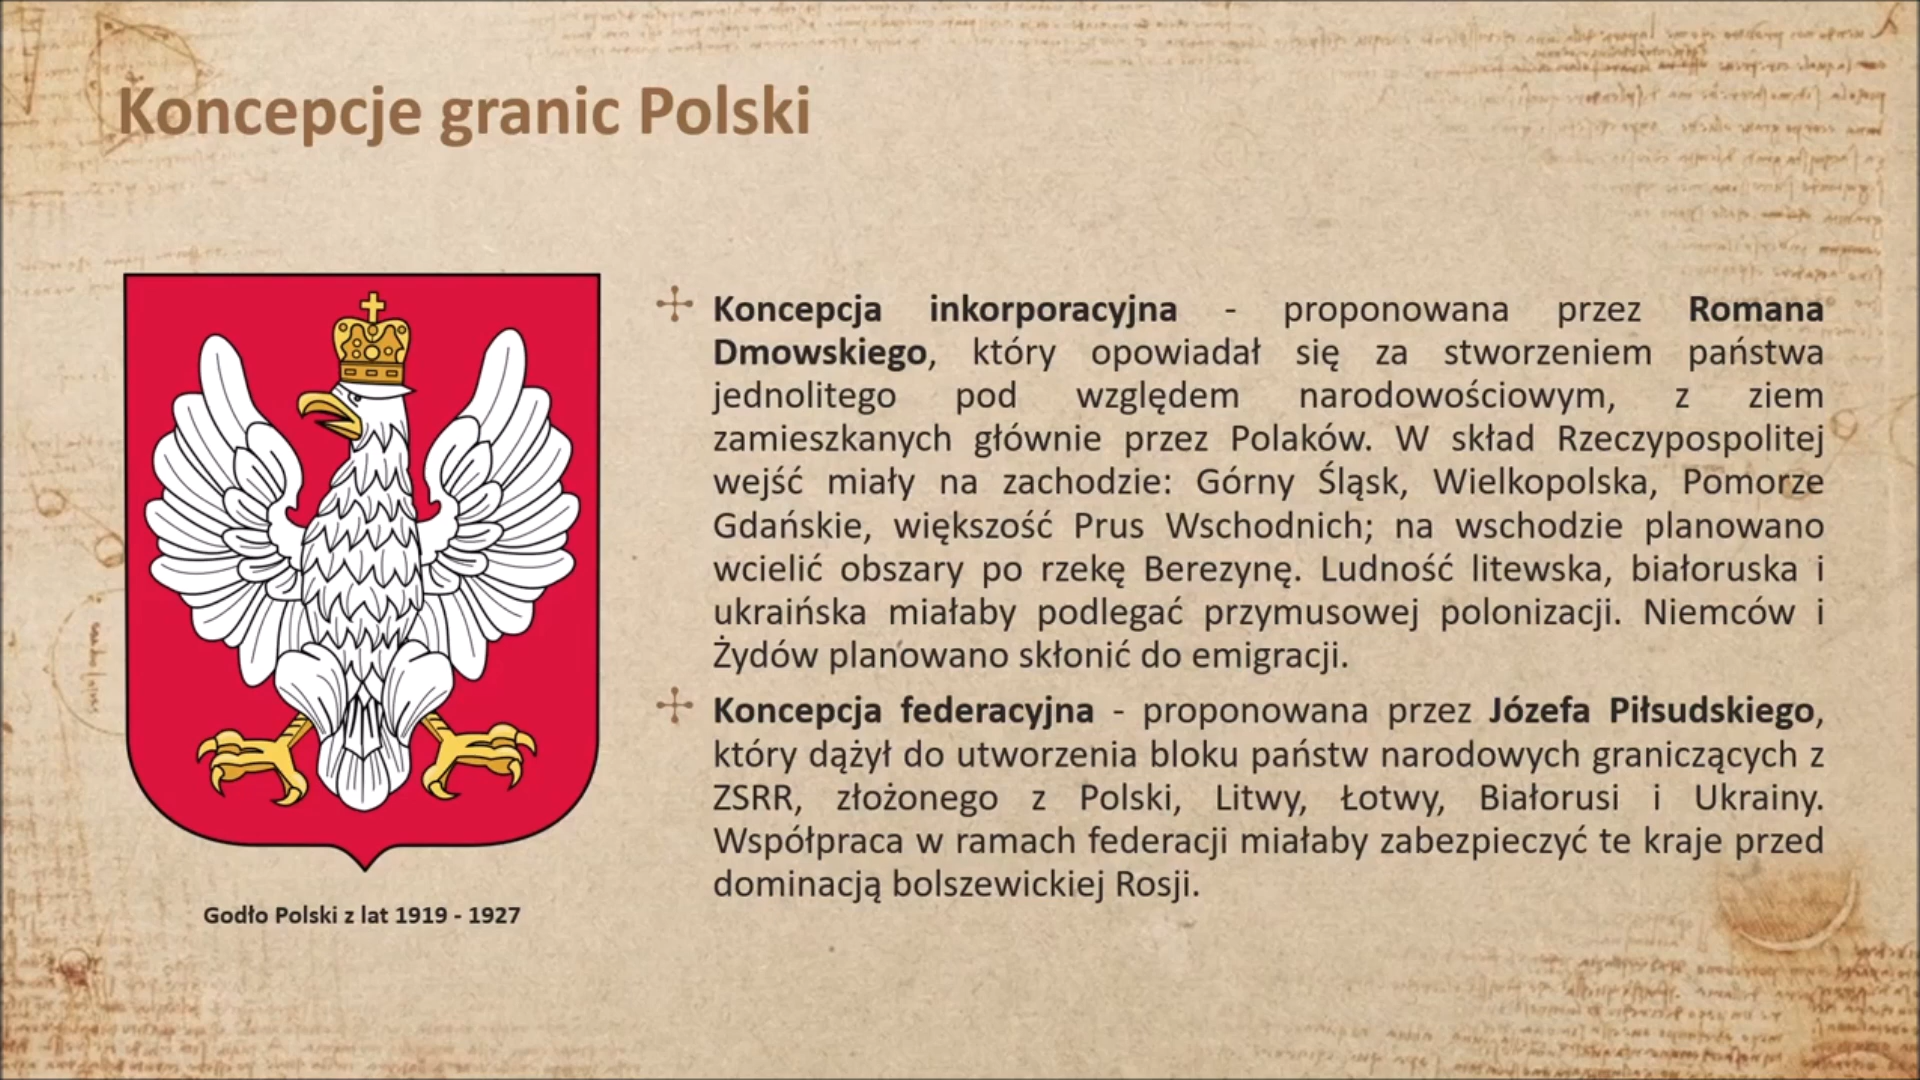 Koncepcje granic Polski
Koncepcja inkorporacyjna - proponowana przez Romana
Dmowskiego, który opowiadał się za stworzeniem państwa
jednolitego pod względem narodowościowym, z ziem
zamieszkanych głównie przez Polaków. W skład Rzeczypospolitej
wejść miały na zachodzie: Górny Śląsk, Wielkopolska, Pomorze
Gdańskie, większość Prus Wschodnich; na wschodzie planowano
wcielić obszary po rzekę Berezynę. Ludność litewska, białoruska i
ukraińska miałaby podlegać przymusowej polonizacji. Niemców i
Żydów planowano skłonić do emigracji.
Koncepcja federacyjna - proponowana przez Józefa Piłsudskiego,
który dążył do utworzenia bloku państw narodowych graniczących z
ZSRR, złożonego z Polski, Litwy, Łotwy, Białorusi i Ukrainy.
Współpraca w ramach federacji miałaby zabezpieczyć te kraje przed
dominacją bolszewickiej Rosji.
Godło Polski z lat 1919 - 1927